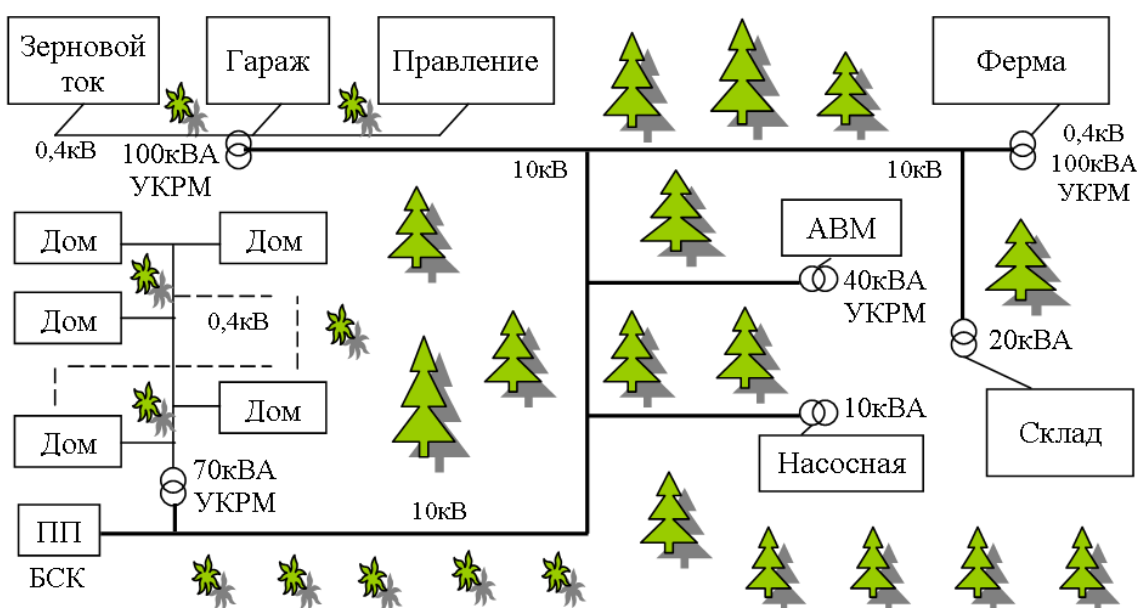 Зерновой
ток
Гараж
Правление
Ферма
0,4кВ
100кВА
УКРМ
10кВ
10кВ
0,4кВ
100кВА
УКРМ
Дом
Дом
АВМ
40кВА
УКРМ
Дом
0,4кВ
20кВА
Дом
Дом
10кВА
Насосная
Склад
70кВА
УКРМ
10кВ
ПП
БСК